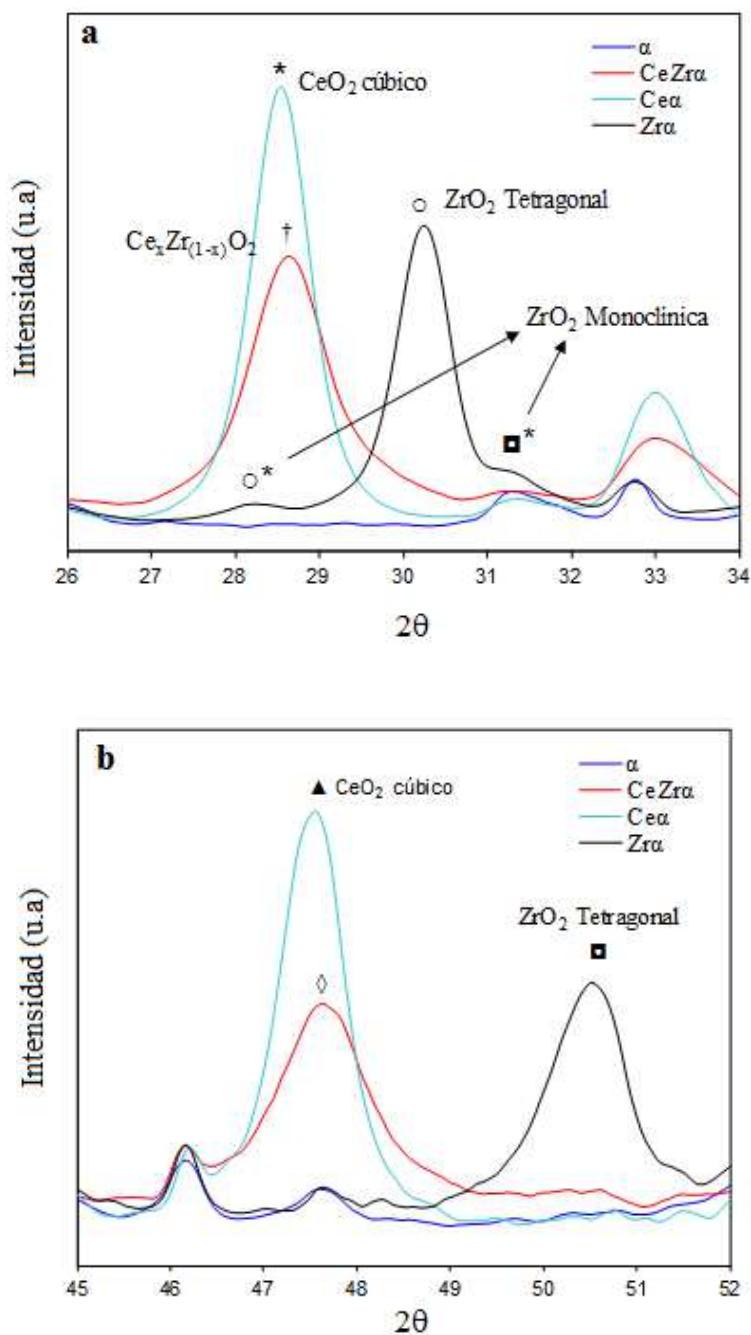 a
α
CeZrα
Ceα
Zrα
*
CeO₂ cúbico
○
ZrO₂ Tetragonal
CeₓZr₍₁₋ₓ₎O₂
†
ZrO₂ Monoclinica
◘*
○*
Intensidad (u.a)
26 27 28 29 30 31 32 33 34
2θ
b
α
CeZrα
Ceα
Zrα
▲ CeO₂ cúbico
ZrO₂ Tetragonal
◘
◊
Intensidad (u.a)
45 46 47 48 49 50 51 52
2θ